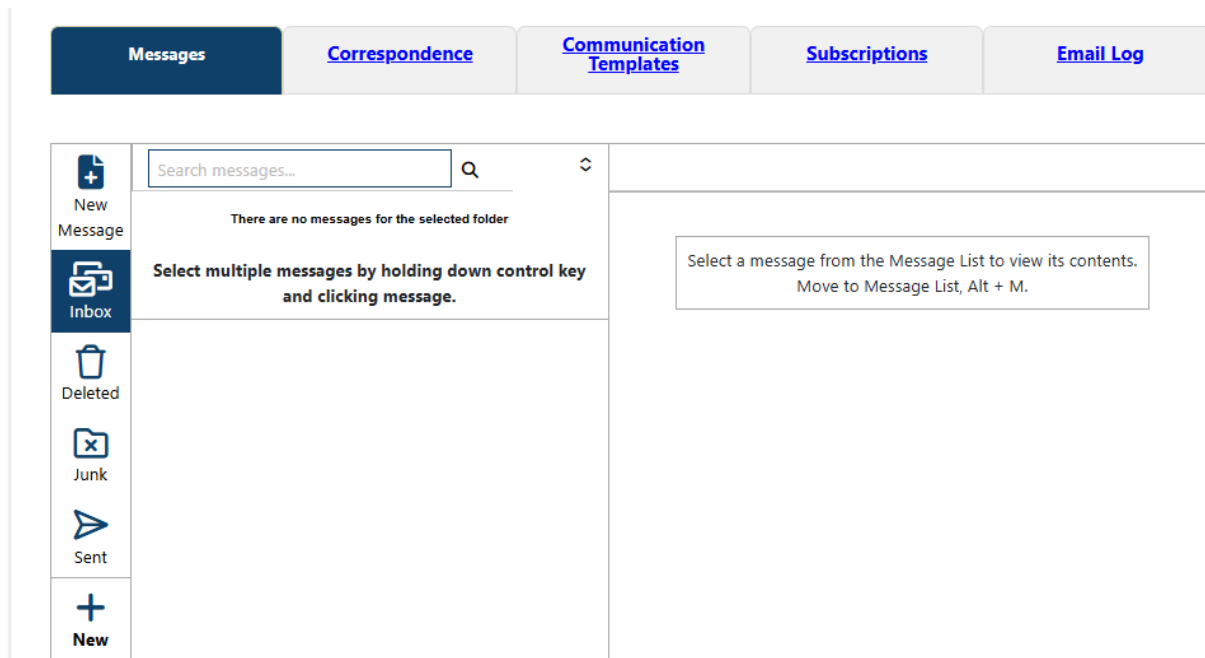 Messages
Correspondence
Communication
Templates
Subscriptions
Email Log
New
Message
Inbox
Deleted
Junk
Sent
New
Search messages...
There are no messages for the selected folder
Select multiple messages by holding down control key
and clicking message.
Select a message from the Message List to view its contents.
Move to Message List, Alt + M.